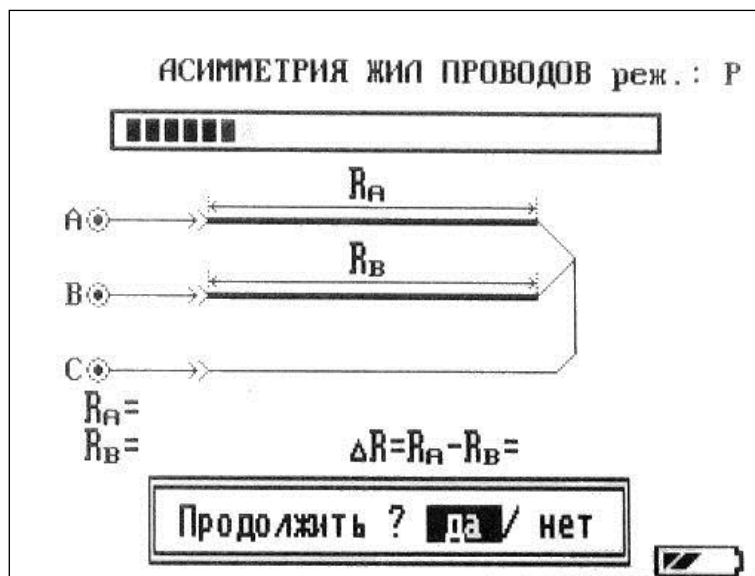 АСИММЕТРИЯ ЖИЛ ПРОВОДОВ реж.: Р
RA
A
RB
B
C
RA=
RB= ΔR=RA-RB=
Продолжить ? да / нет